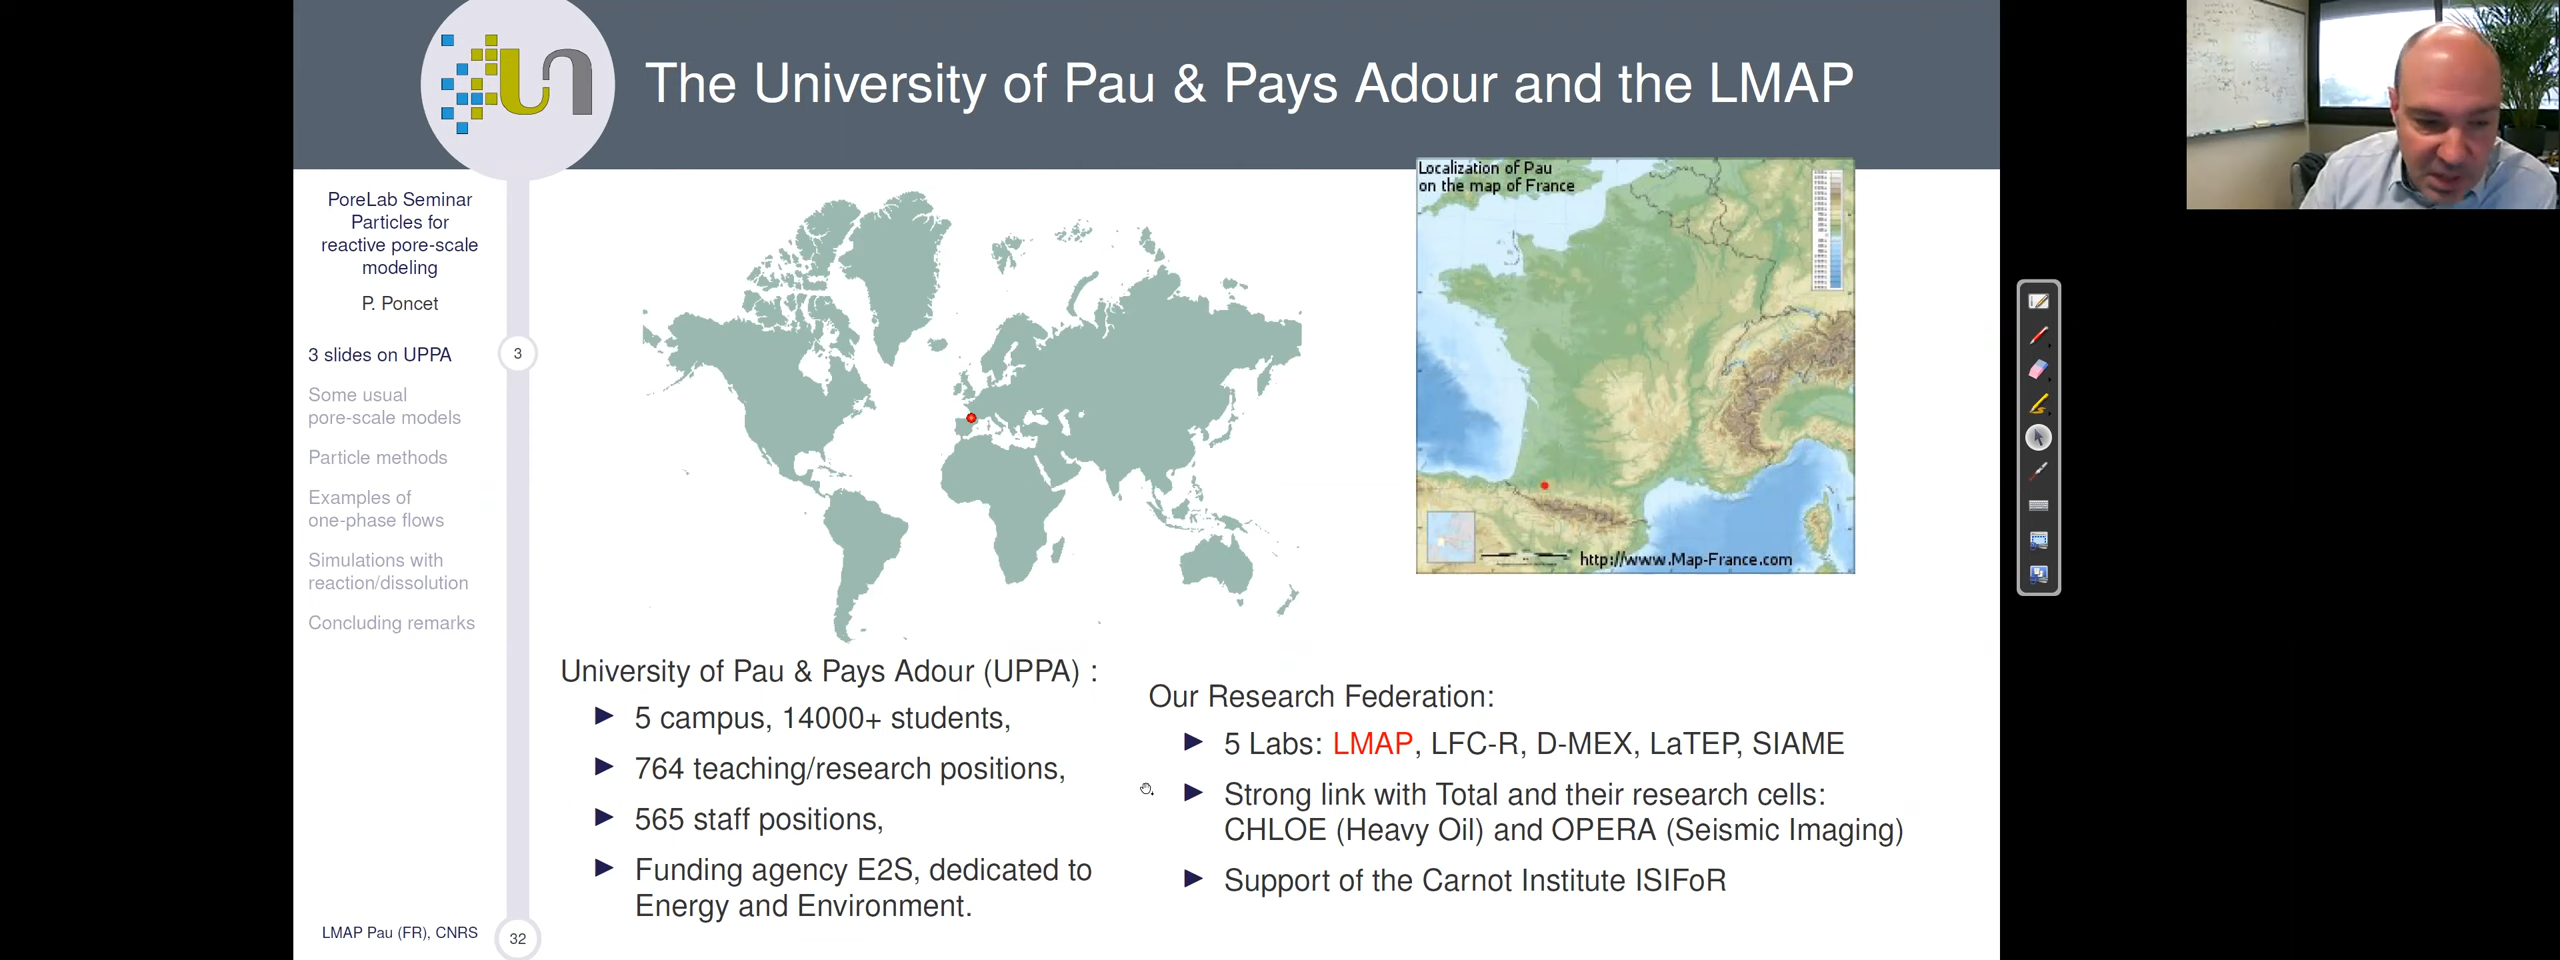 The University of Pau & Pays Adour and the LMAP
PoreLab Seminar
Particles for
reactive pore-scale
modeling
P. Poncet
3 slides on UPPA
3
Some usual
pore-scale models
Particle methods
Examples of
one-phase flows
Simulations with
reaction/dissolution
Concluding remarks
LMAP Pau (FR), CNRS
32
Localization of Pau
on the map of France
http://www.Map-France.com
University of Pau & Pays Adour (UPPA) :
5 campus, 14000+ students,
764 teaching/research positions,
565 staff positions,
Funding agency E2S, dedicated to
Energy and Environment.
Our Research Federation:
5 Labs: LMAP, LFC-R, D-MEX, LaTEP, SIAME
Strong link with Total and their research cells:
CHLOE (Heavy Oil) and OPERA (Seismic Imaging)
Support of the Carnot Institute ISIFoR